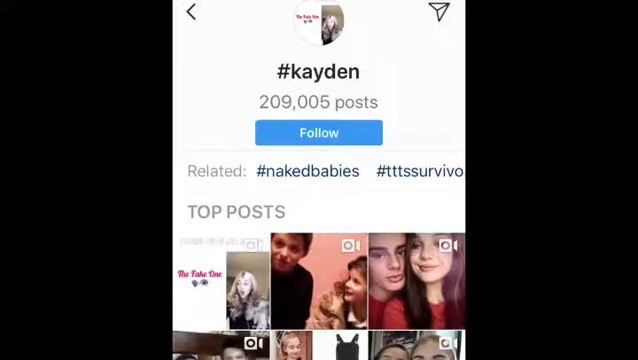 #kayden
209,005 posts
Follow
Related: #nakedbabies #tttssurvivo
TOP POSTS
The Fake One